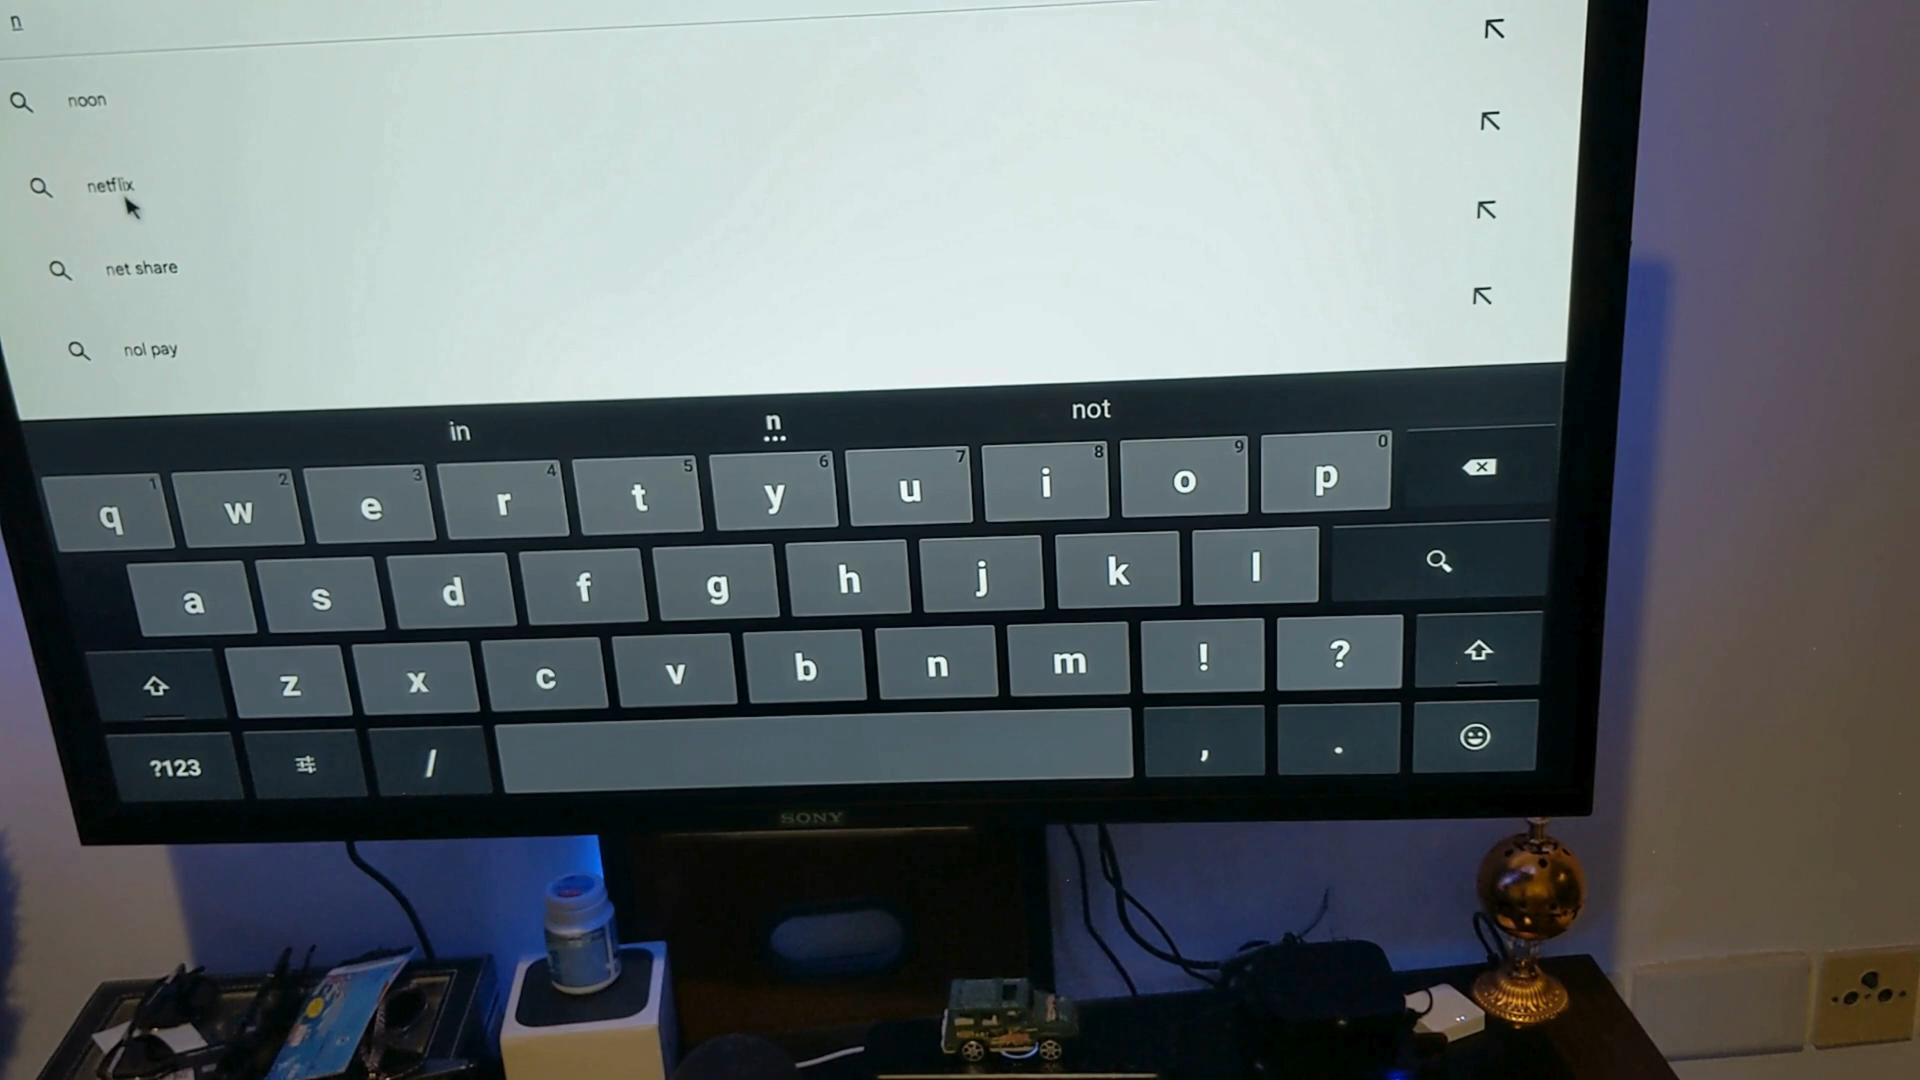 n
noon
netflix
net share
nol pay
in n not
q 1 w 2 e 3 r 4 t 5 y 6 u 7 i 8 o 9 p 0
a s d f g h j k l
z x c v b n m ! ?
?123 / , .
SONY